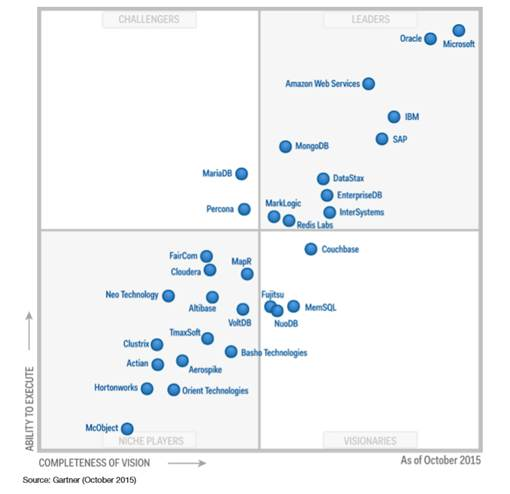 CHALLENGERS
LEADERS
Oracle
Microsoft
Amazon Web Services
IBM
SAP
MongoDB
MariaDB
DataStax
EnterpriseDB
Percona
MarkLogic
InterSystems
Redis Labs
FairCom
Couchbase
Cloudera
MapR
Neo Technology
Altibase
Fujitsu
MemSQL
VoltDB
NuoDB
TmaxSoft
Clustrix
Basho Technologies
Actian
Aerospike
Hortonworks
Orient Technologies
McObject
NICHE PLAYERS
VISIONARIES
ABILITY TO EXECUTE
COMPLETENESS OF VISION
As of October 2015
Source: Gartner (October 2015)